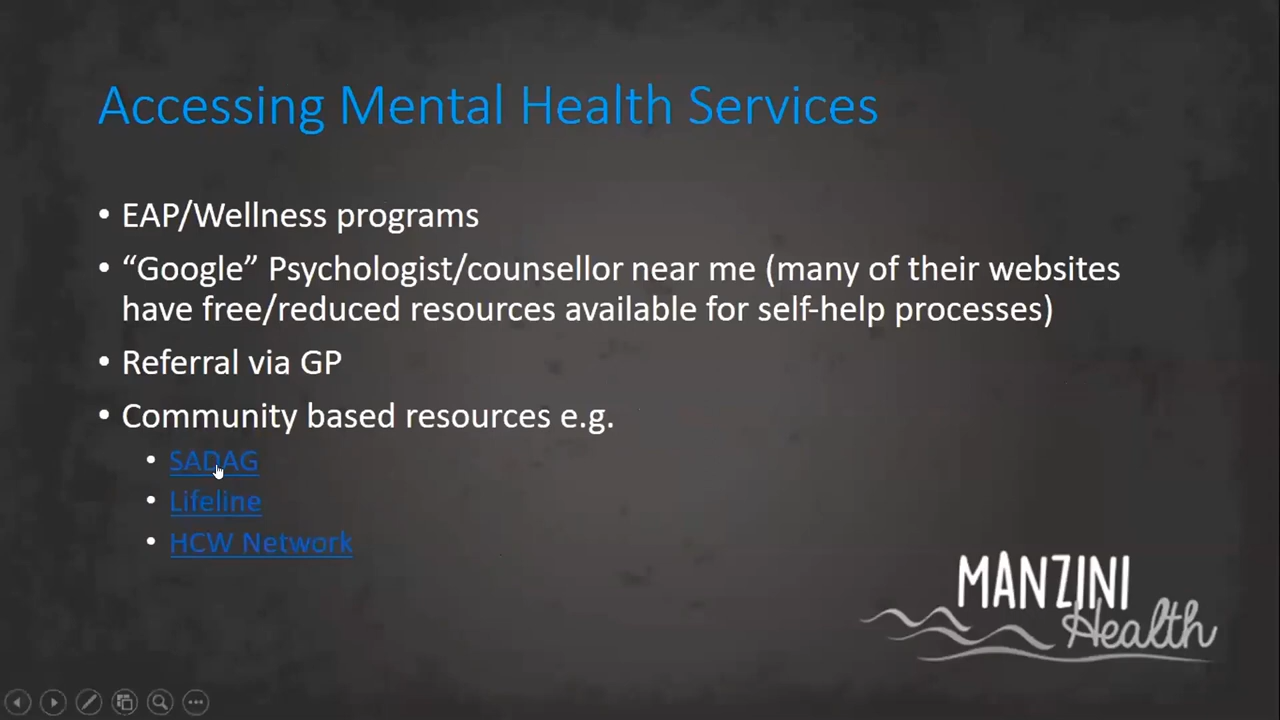 Accessing Mental Health Services
• EAP/Wellness programs
• “Google” Psychologist/counsellor near me (many of their websites
have free/reduced resources available for self-help processes)
• Referral via GP
• Community based resources e.g.
• SADAG
• Lifeline
• HCW Network
MANZINI
Health